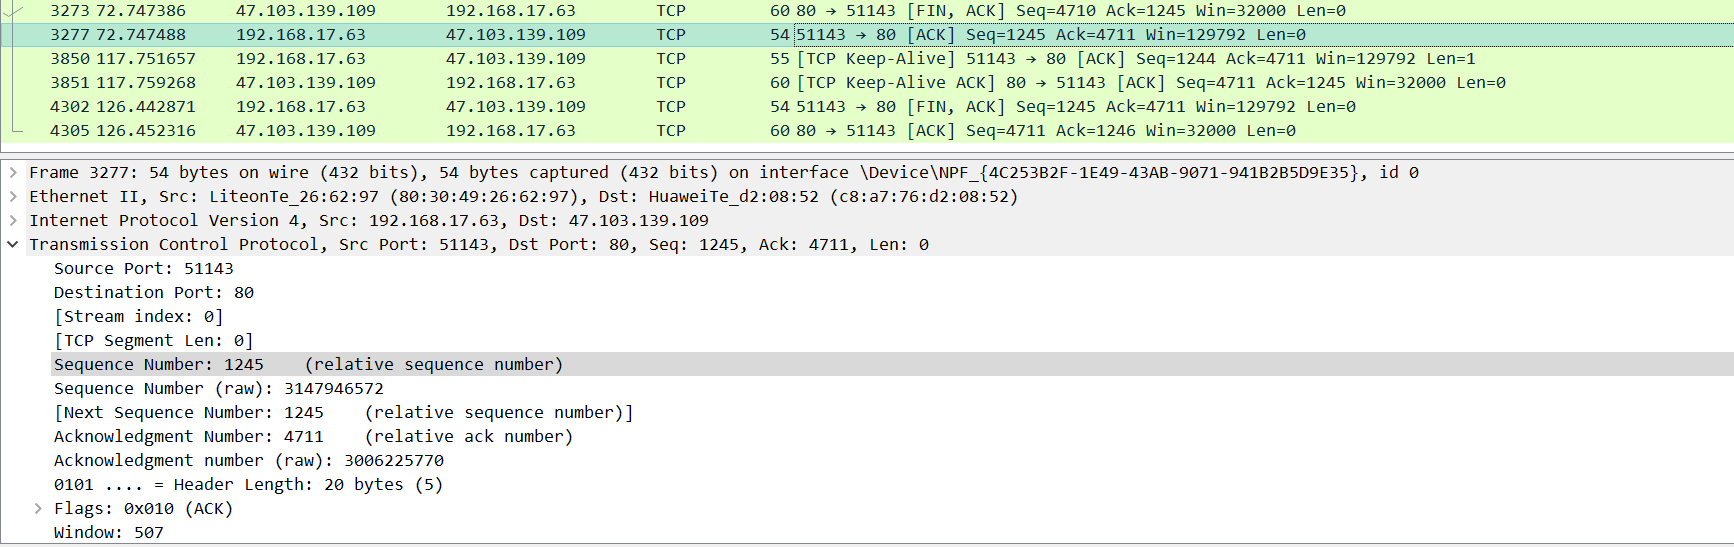 3273 72.747386 47.103.139.109 192.168.17.63 TCP 60 80 → 51143 [FIN, ACK] Seq=4710 Ack=1245 Win=32000 Len=0
3277 72.747488 192.168.17.63 47.103.139.109 TCP 54 51143 → 80 [ACK] Seq=1245 Ack=4711 Win=129792 Len=0
3850 117.751657 192.168.17.63 47.103.139.109 TCP 55 [TCP Keep-Alive] 51143 → 80 [ACK] Seq=1244 Ack=4711 Win=129792 Len=1
3851 117.759268 47.103.139.109 192.168.17.63 TCP 60 [TCP Keep-Alive ACK] 80 → 51143 [ACK] Seq=4711 Ack=1245 Win=32000 Len=0
4302 126.442871 192.168.17.63 47.103.139.109 TCP 54 51143 → 80 [FIN, ACK] Seq=1245 Ack=4711 Win=129792 Len=0
4305 126.452316 47.103.139.109 192.168.17.63 TCP 60 80 → 51143 [ACK] Seq=4711 Ack=1246 Win=32000 Len=0
Frame 3277: 54 bytes on wire (432 bits), 54 bytes captured (432 bits) on interface \Device\NPF_{4C253B2F-1E49-43AB-9071-941B2B5D9E35}, id 0
Ethernet II, Src: LiteonTe_26:62:97 (80:30:49:26:62:97), Dst: HuaweiTe_d2:08:52 (c8:a7:76:d2:08:52)
Internet Protocol Version 4, Src: 192.168.17.63, Dst: 47.103.139.109
Transmission Control Protocol, Src Port: 51143, Dst Port: 80, Seq: 1245, Ack: 4711, Len: 0
Source Port: 51143
Destination Port: 80
[Stream index: 0]
[TCP Segment Len: 0]
Sequence Number: 1245 (relative sequence number)
Sequence Number (raw): 3147946572
[Next Sequence Number: 1245 (relative sequence number)]
Acknowledgment Number: 4711 (relative ack number)
Acknowledgment number (raw): 3006225770
0101 .... = Header Length: 20 bytes (5)
Flags: 0x010 (ACK)
Window: 507